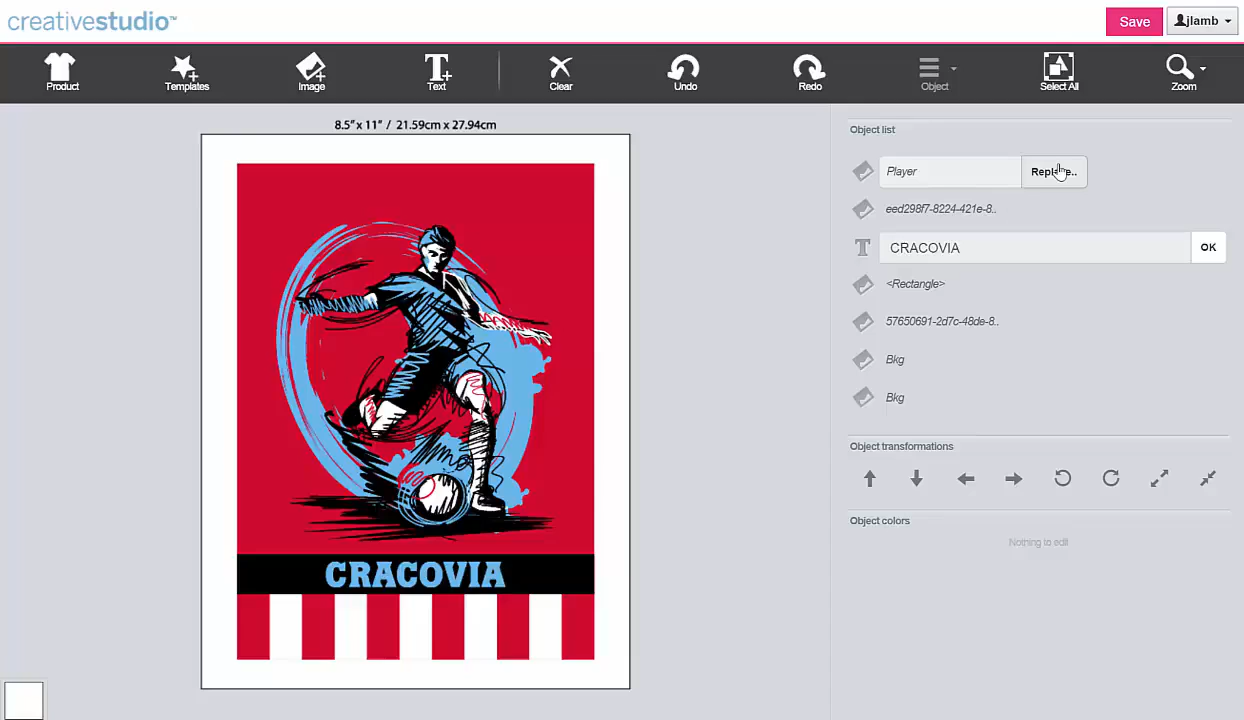 creativestudio™
Save
jlamb
Product
Templates
Image
Text
Clear
Undo
Redo
Object
Select All
Zoom
8.5" x 11" / 21.59cm x 27.94cm
CRACOVIA
Object list
Player
eed298f7-8224-421e-8..
T CRACOVIA OK
<Rectangle>
57650691-2d7c-48de-8..
Bkg
Bkg
Object transformations
Object colors
Nothing to edit